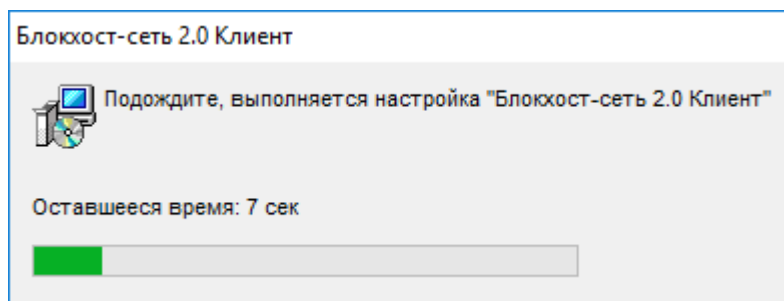 Блокхост-сеть 2.0 Клиент
Подождите, выполняется настройка "Блокхост-сеть 2.0 Клиент"
Оставшееся время: 7 сек